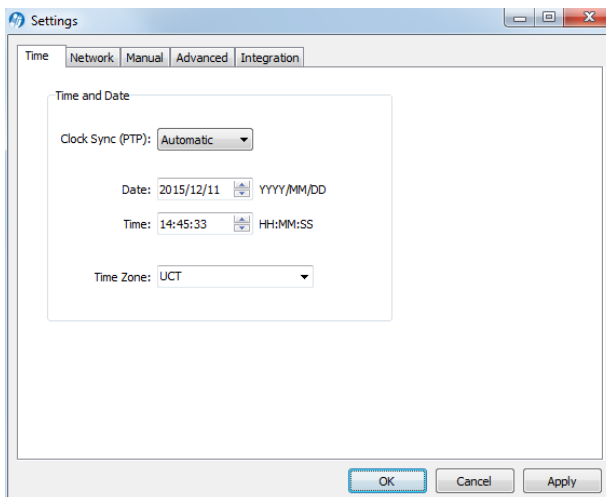 Settings
Time Network Manual Advanced Integration
Time and Date
Clock Sync (PTP): Automatic
Date: 2015/12/11 YYYY/MM/DD
Time: 14:45:33 HH:MM:SS
Time Zone: UCT
OK Cancel Apply